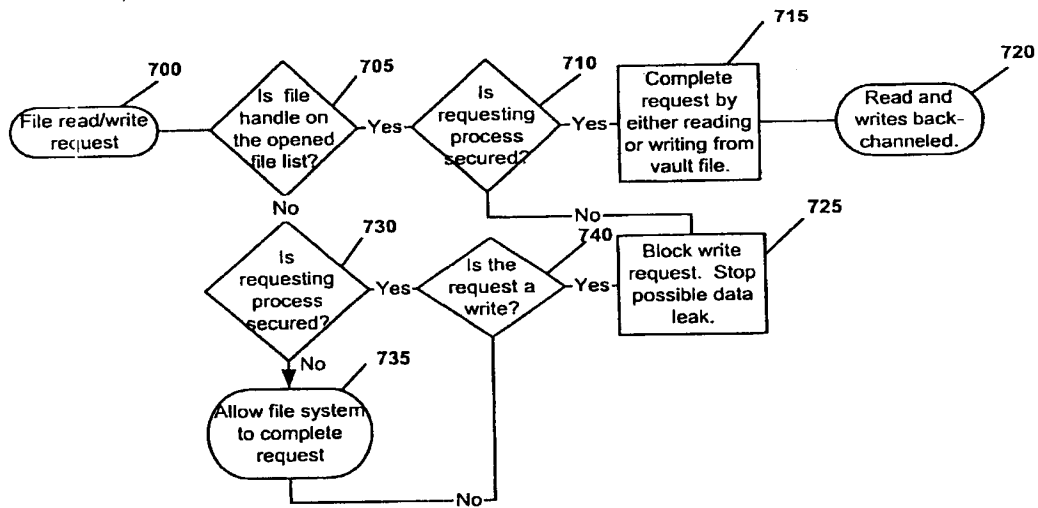 700
File read/write
request
705
Is file
handle on
the opened
file list?
Yes
710
Is
requesting
process
secured?
Yes
715
Complete
request by
either reading
or writing from
vault file.
720
Read and
writes back-
channeled.
No
No
725
Block write
request. Stop
possible data
leak.
730
Is
requesting
process
secured?
Yes
740
Is the
request a
write?
Yes
No
735
Allow file system
to complete
request
No